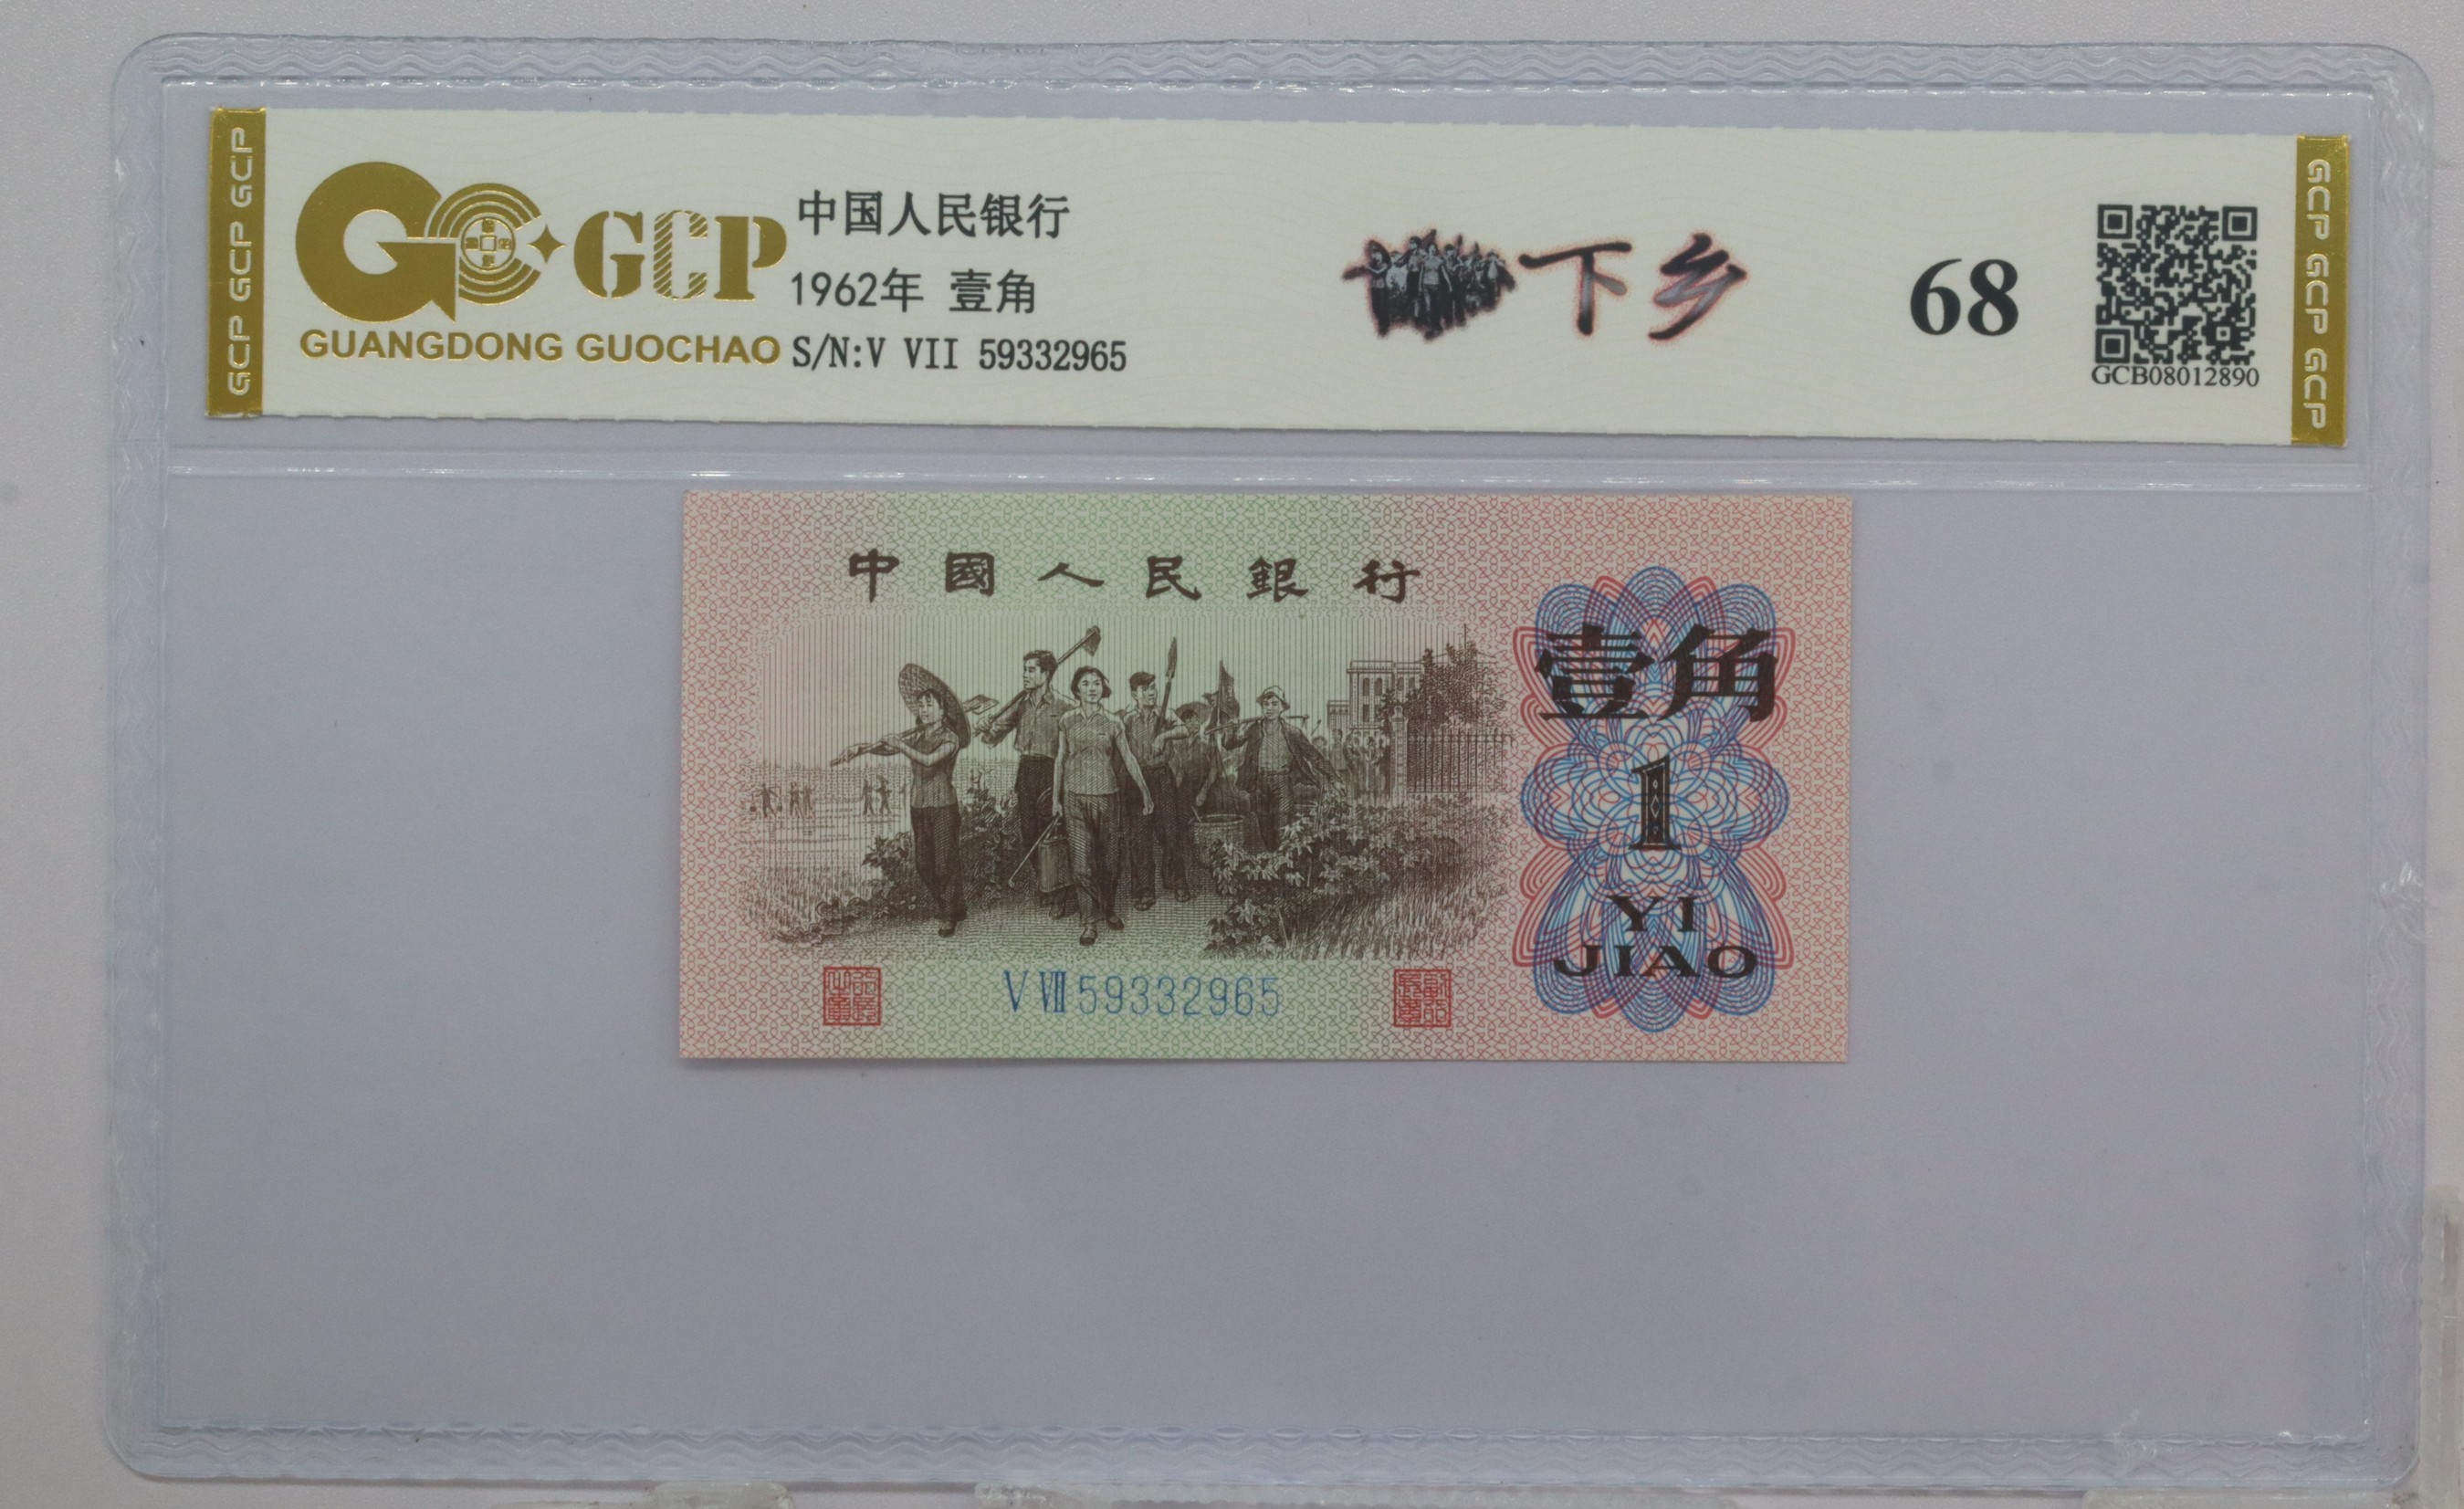 GCP GCP GCP
GCP
GUANGDONG GUOCHAO
中国人民银行
1962年 壹角
S/N:V VII 59332965
下乡
68
GCB08012890
GCP GCP GCP
中國人民銀行
壹角
1
YI
JIAO
V VII 59332965